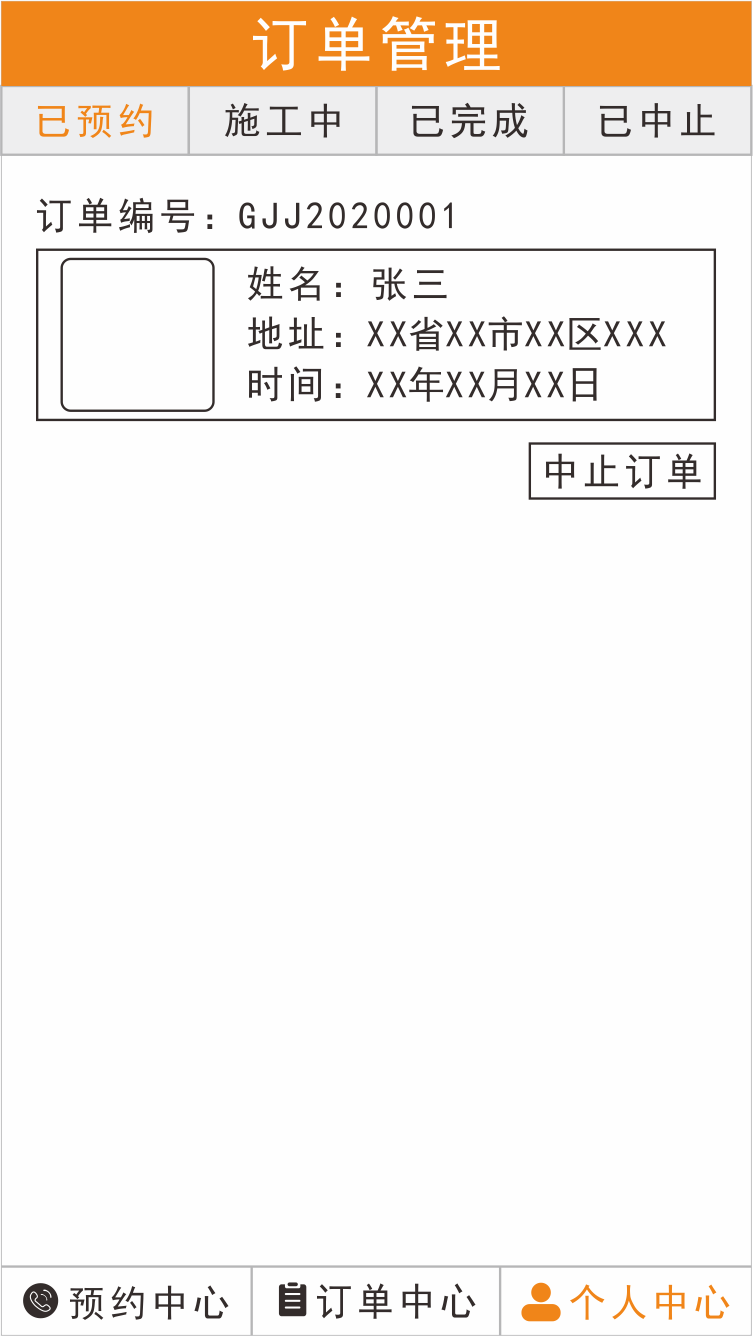 订单管理
已预约 施工中 已完成 已中止
订单编号：GJJ2020001
姓名：张三
地址：XX省XX市XX区XXX
时间：XX年XX月XX日
中止订单
预约中心 订单中心 个人中心